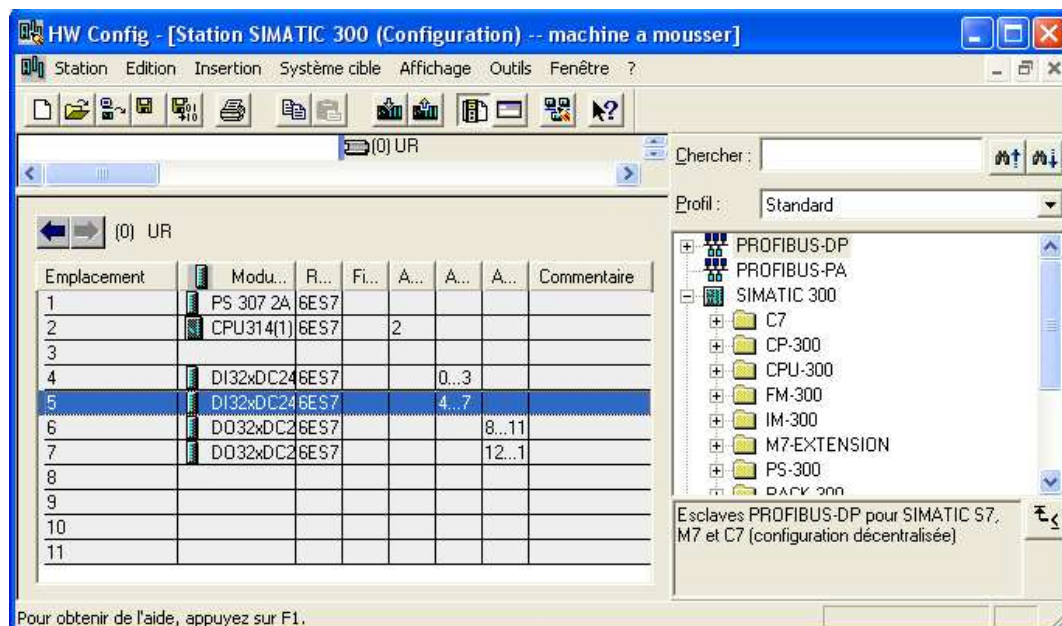 HW Config - [Station SIMATIC 300 (Configuration) -- machine a mousser]
Station Edition Insertion Système cible Affichage Outils Fenêtre ?
(0) UR
Chercher :
Profil : Standard
(0) UR
Emplacement Modu... R... Fi... A... A... A... Commentaire
1 PS 307 2A 6ES7
2 CPU314(1) 6ES7 2
3
4 DI32xDC24 6ES7 0...3
5 DI32xDC24 6ES7 4...7
6 DO32xDC2 6ES7 8...11
7 DO32xDC2 6ES7 12...1
8
9
10
11
PROFIBUS-DP
PROFIBUS-PA
SIMATIC 300
C7
CP-300
CPU-300
FM-300
IM-300
M7-EXTENSION
PS-300
RACK 300
Esclaves PROFIBUS-DP pour SIMATIC S7,
M7 et C7 (configuration décentralisée)
Pour obtenir de l'aide, appuyez sur F1.